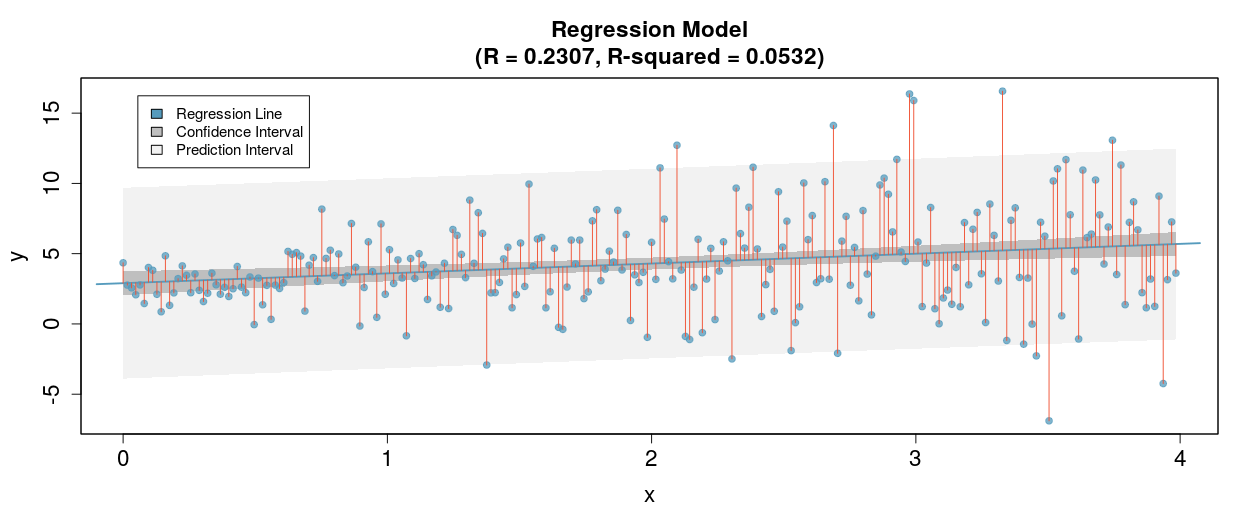 Regression Model
(R = 0.2307, R-squared = 0.0532)
Regression Line
Confidence Interval
Prediction Interval
y
15
10
5
0
-5
0 1 2 3 4
x